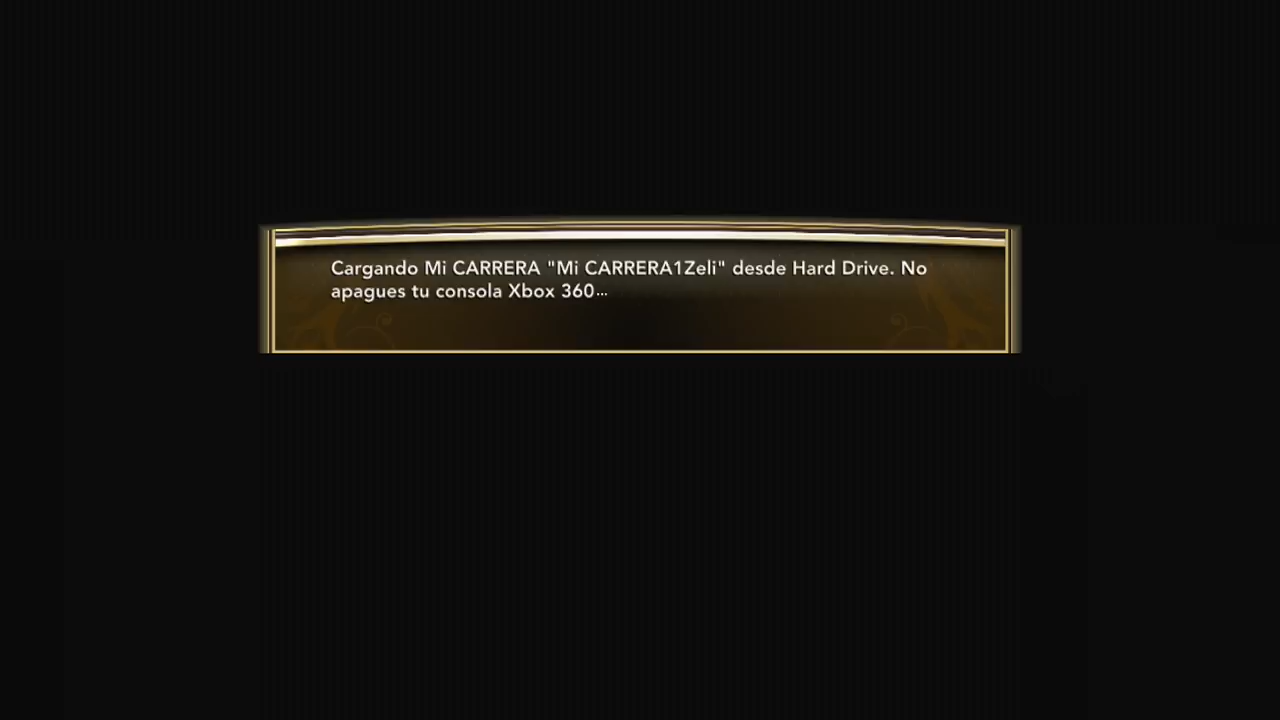 Cargando Mi CARRERA "Mi CARRERA1Zeli" desde Hard Drive. No
apagues tu consola Xbox 360...